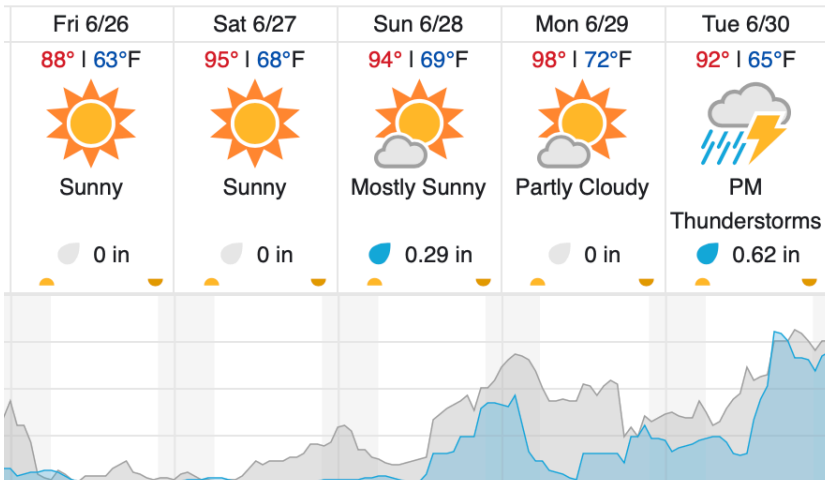 Fri 6/26 Sat 6/27 Sun 6/28 Mon 6/29 Tue 6/30
88° | 63°F 95° | 68°F 94° | 69°F 98° | 72°F 92° | 65°F
Sunny Sunny Mostly Sunny Partly Cloudy PM
Thunderstorms
0 in 0 in 0.29 in 0 in 0.62 in